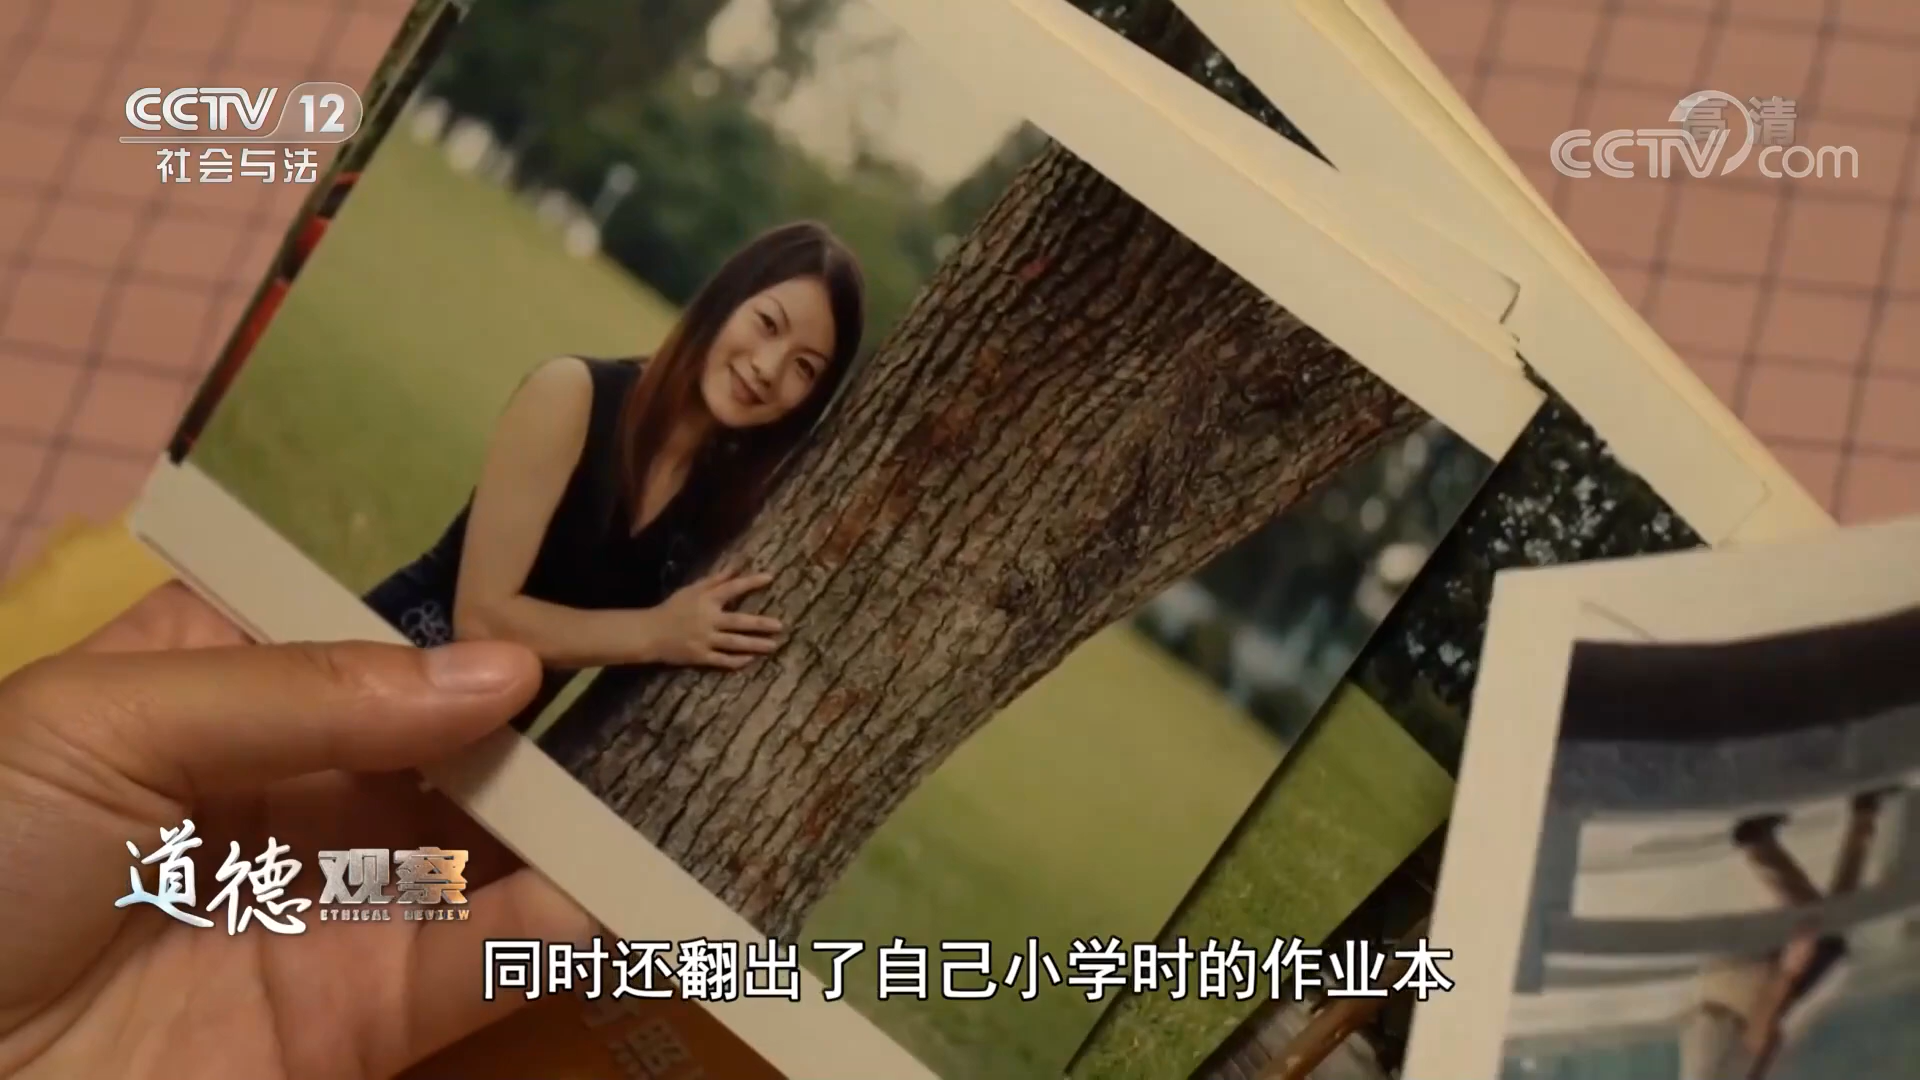 CCTV 12
社会与法
高清
CCTV.com
道德观察
ETHICAL REVIEW
同时还翻出了自己小学时的作业本